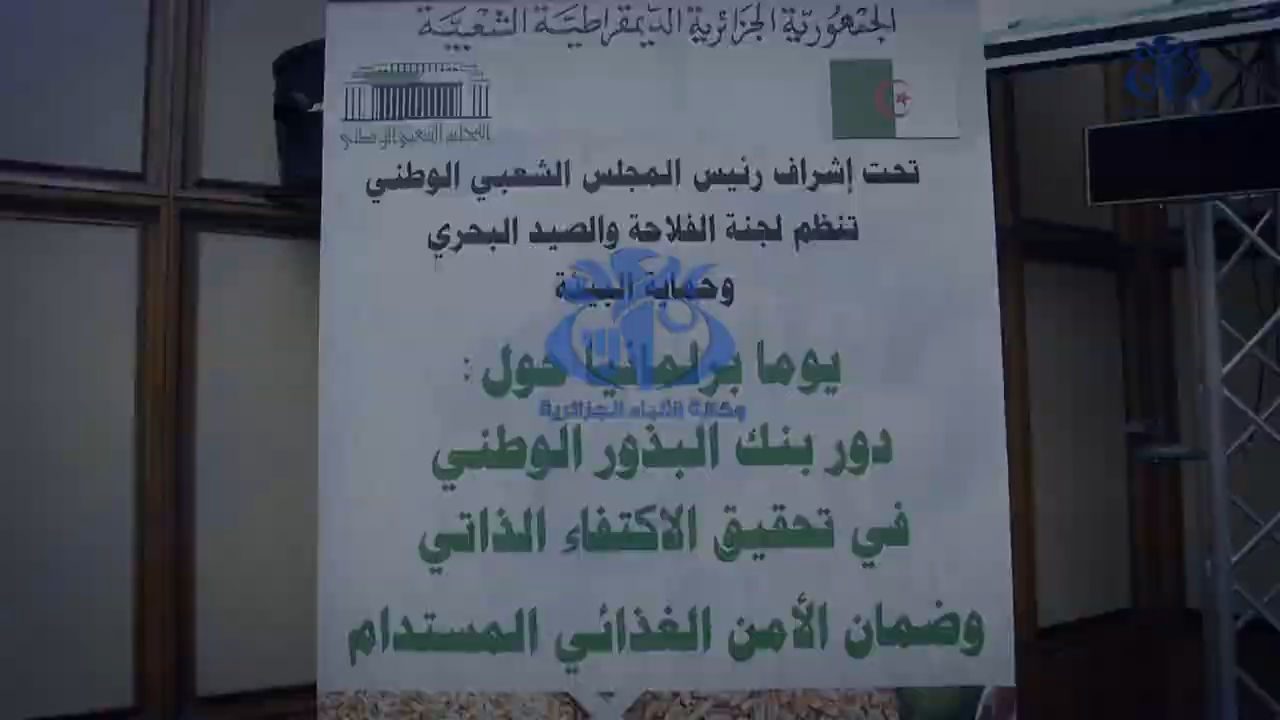 الجمهورية الجزائرية الديمقراطية الشعبية
المجلس الشعبي الوطني
تحت إشراف رئيس المجلس الشعبي الوطني
تنظم لجنة الفلاحة والصيد البحري
وحماية البيئة
يوما برلمانيا حول :
وكالة الأنباء الجزائرية
دور بنك البذور الوطني
في تحقيق الاكتفاء الذاتي
وضمان الأمن الغذائي المستدام